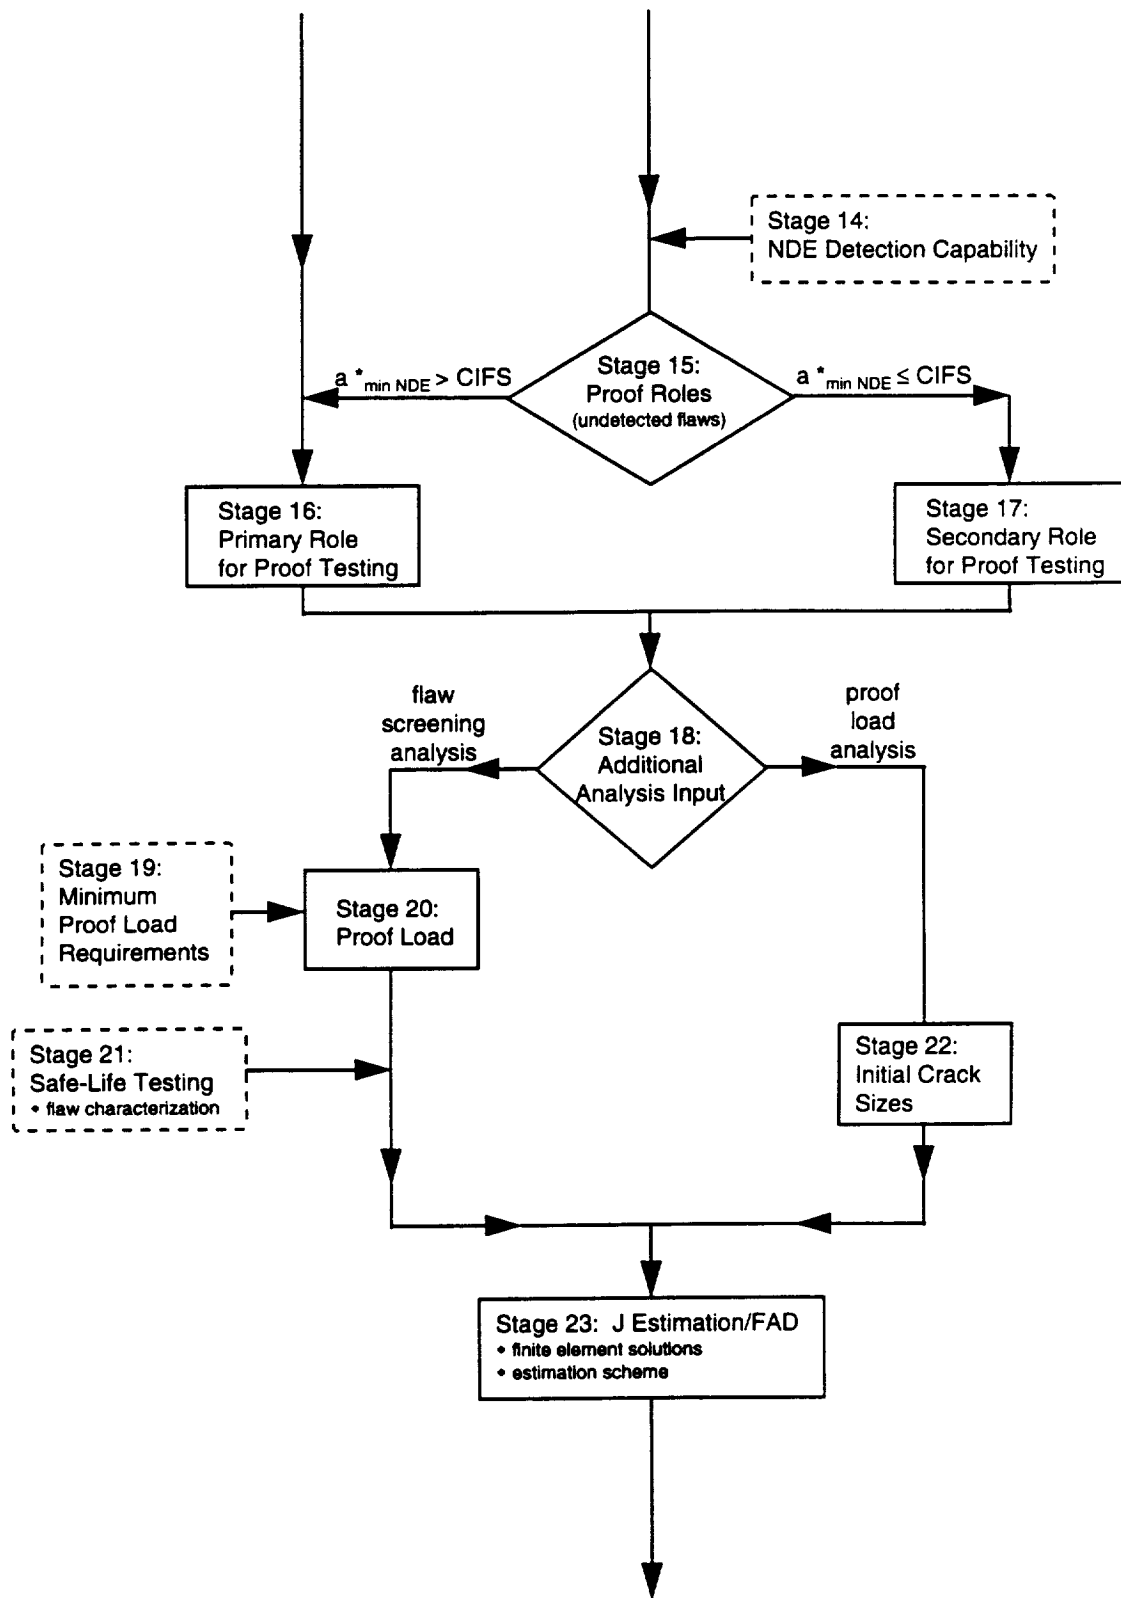 Stage 14:
NDE Detection Capability
Stage 15:
Proof Roles
(undetected flaws)
a *min NDE > CIFS
a *min NDE ≤ CIFS
Stage 16:
Primary Role
for Proof Testing
Stage 17:
Secondary Role
for Proof Testing
flaw
screening
analysis
Stage 18:
Additional
Analysis Input
proof
load
analysis
Stage 19:
Minimum
Proof Load
Requirements
Stage 20:
Proof Load
Stage 21:
Safe-Life Testing
• flaw characterization
Stage 22:
Initial Crack
Sizes
Stage 23: J Estimation/FAD
• finite element solutions
• estimation scheme